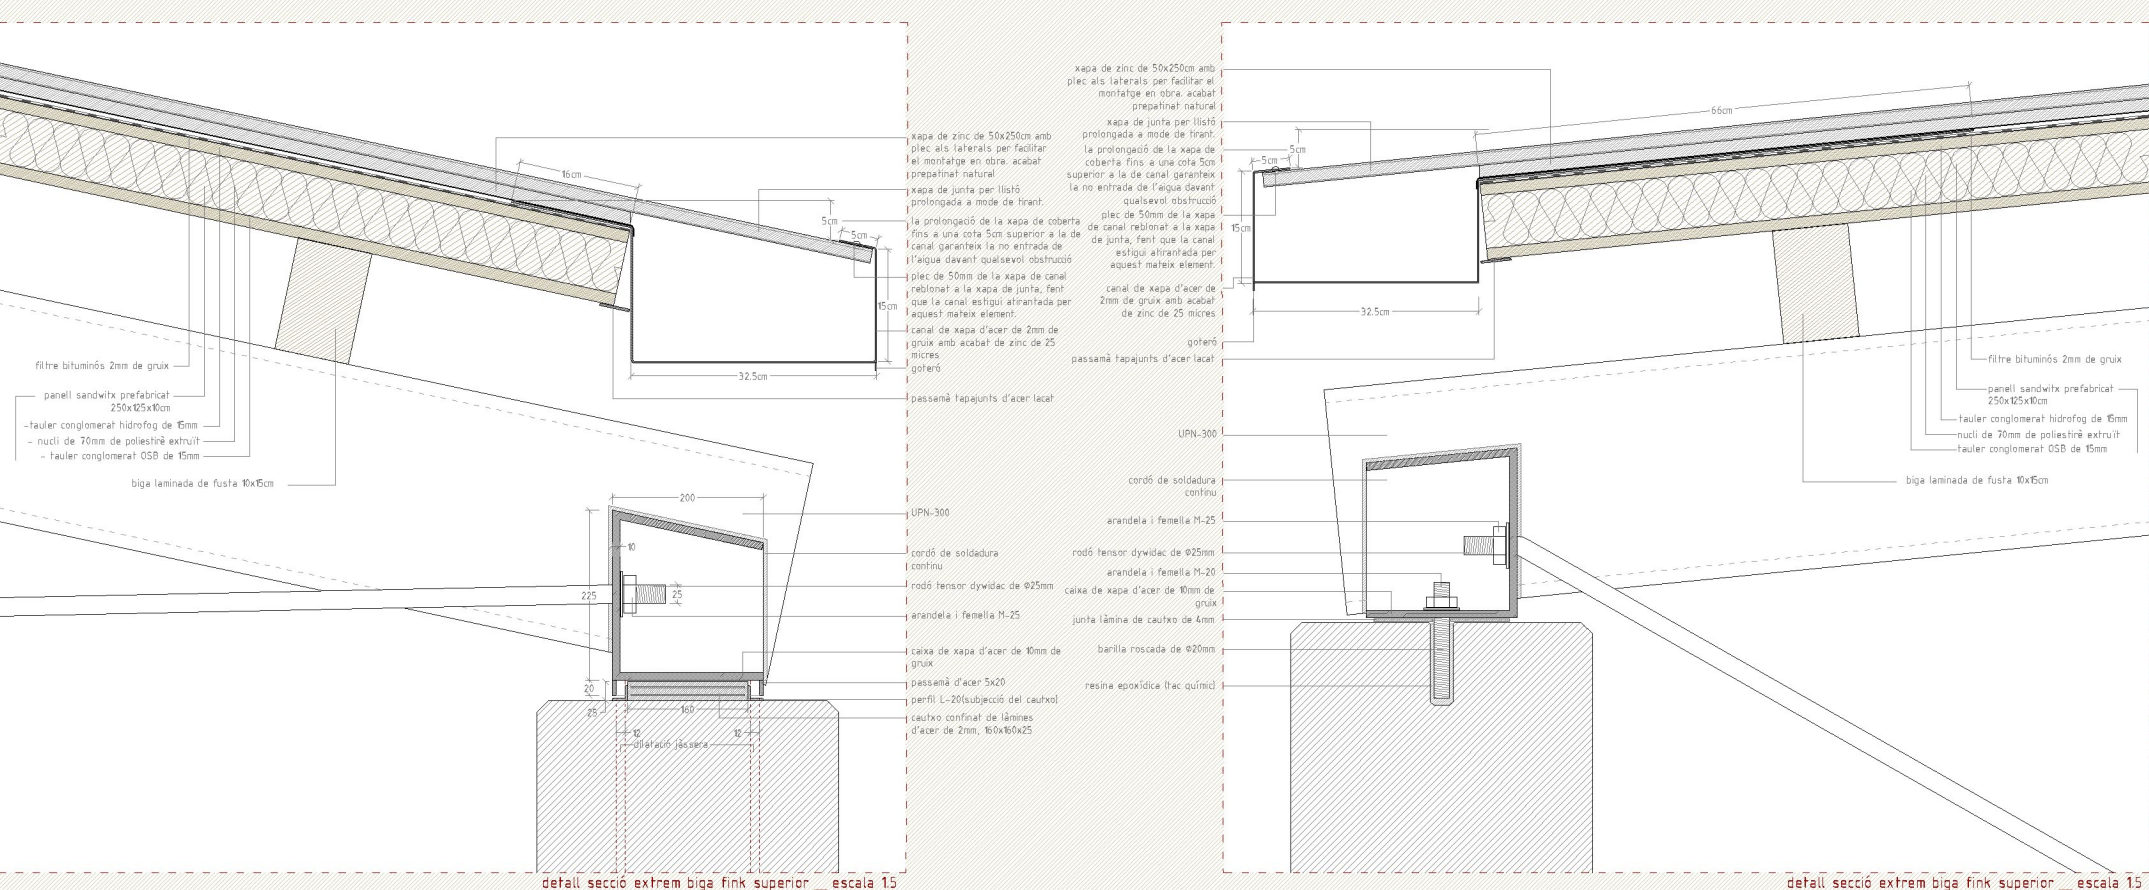 xapa de zinc de 50x250cm amb
plec als laterals per facilitar
el montatge en obra. acabat
prepatinat natural
xapa de junta per llistó
prolongada a mode de tirant.
la prolongació de la xapa de coberta
fins a una cota 5cm superior a la de
canal garanteix la no entrada de
l'aigua davant qualsevol obstrucció
plec de 50mm de la xapa de canal
reblonat a la xapa de junta, fent
que la canal estigui atirantada per
aquest mateix element.
canal de xapa d'acer de 2mm de
gruix amb acabat de zinc de 25
micres
goteró
passamà tapajunts d'acer lacat
16cm
5cm
5cm
15cm
32.5cm
filtre bituminós 2mm de gruix
panell sandwitx prefabricat
250x125x10cm
-tauler conglomerat hidrofog de 15mm
- nucli de 70mm de poliestirè extruït
- tauler conglomerat OSB de 15mm
biga laminada de fusta 10x15cm
200
10
225
25
20
25
160
12
12
dilatació jàssera
UPN-300
cordó de soldadura
continu
rodó tensor dywidac de Ø25mm
arandela i femella M-25
caixa de xapa d'acer de 10mm de
gruix
passamà d'acer 5x20
perfil L-20(subjecció del cautxo)
cautxo confinat de làmines
d'acer de 2mm, 160x160x25
detall secció extrem biga fink superior _ escala 1.5
xapa de zinc de 50x250cm amb
plec als laterals per facilitar el
montatge en obra. acabat
prepatinat natural
xapa de junta per llistó
prolongada a mode de tirant.
la prolongació de la xapa de
coberta fins a una cota 5cm
superior a la de canal garanteix
la no entrada de l'aigua davant
qualsevol obstrucció
plec de 50mm de la xapa
de canal reblonat a la xapa
de junta, fent que la canal
estigui atirantada per
aquest mateix element.
canal de xapa d'acer de
2mm de gruix amb acabat
de zinc de 25 micres
goteró
passamà tapajunts d'acer lacat
66cm
5cm
5cm
15cm
32.5cm
UPN-300
cordó de soldadura
continu
arandela i femella M-25
rodó tensor dywidac de Ø25mm
arandela i femella M-20
caixa de xapa d'acer de 10mm de
gruix
junta làmina de cautxo de 4mm
barilla roscada de Ø20mm
resina epoxídica (tac químic)
filtre bituminós 2mm de gruix
panell sandwitx prefabricat
250x125x10cm
tauler conglomerat hidrofog de 15mm
nucli de 70mm de poliestirè extruït
tauler conglomerat OSB de 15mm
biga laminada de fusta 10x15cm
detall secció extrem biga fink superior _ escala 1.5